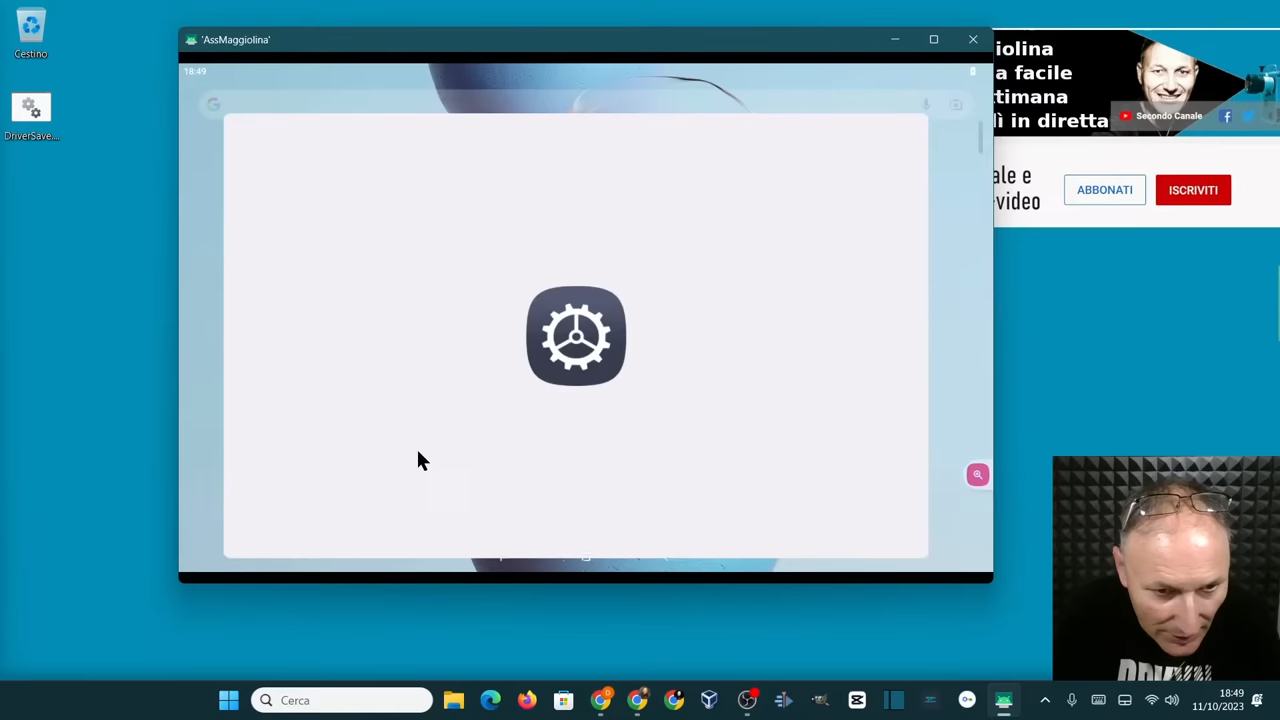 Cestino
DriverSave....
'AssMaggiolina'
18:49
iolina
a facile
timana
ì in diretta
Secondo Canale
ale e
-video
ABBONATI
ISCRIVITI
Cerca
18:49
11/10/2023